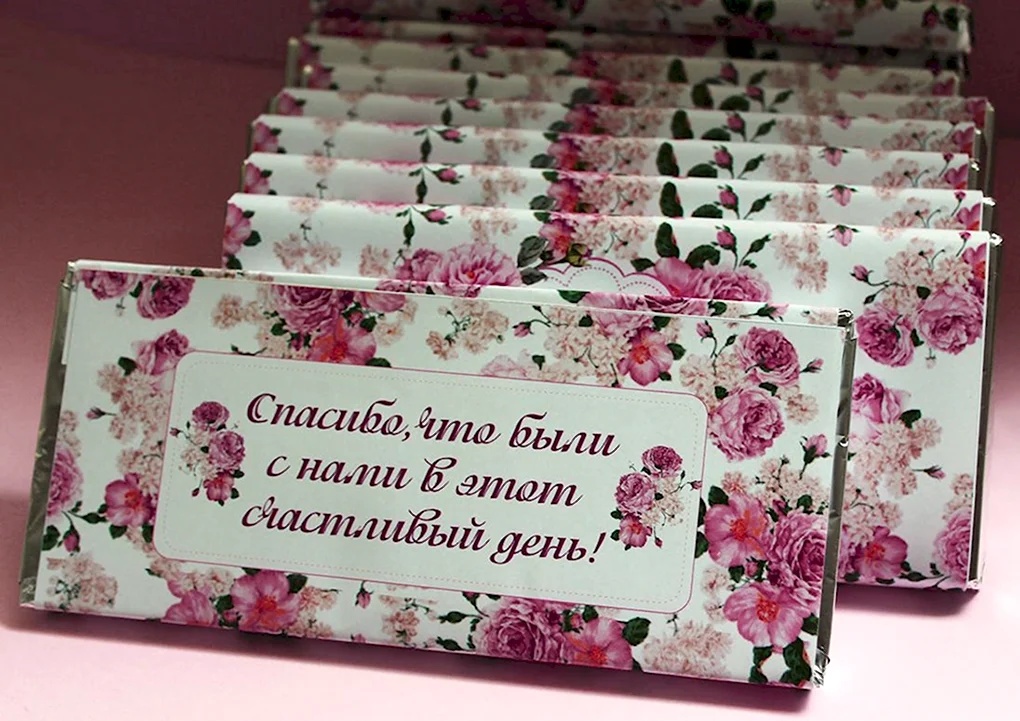 Спасибо, что были
с нами в этот
счастливый день!